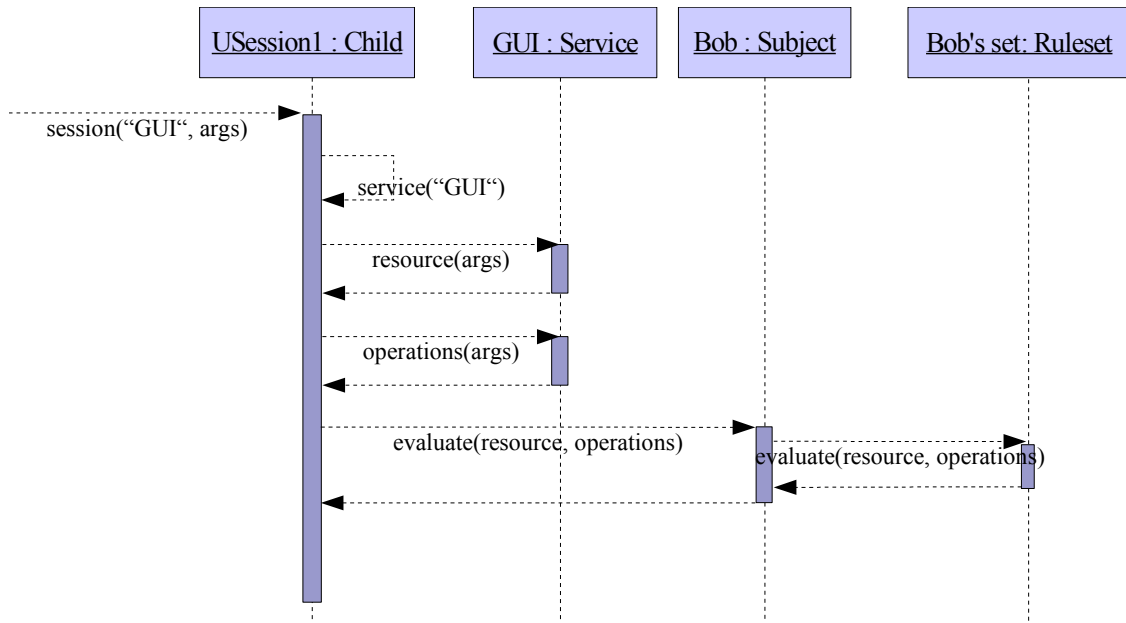 USession1 : Child
GUI : Service
Bob : Subject
Bob's set: Ruleset
session(“GUI“, args)
service(“GUI“)
resource(args)
operations(args)
evaluate(resource, operations)
evaluate(resource, operations)